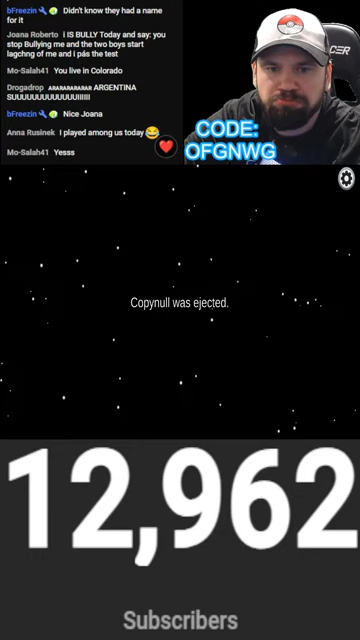 bFreezin Didn't know they had a name
for it
Joana Roberto i IS BULLY Today and say: you
stop Bullying me and the two boys start
lagchng of me and i pás the test
Mo-Salah41 You live in Colorado
Drogadrop ᴀʀᴀʀᴀʀᴀʀᴀʀᴀʀ ARGENTINA
SUUUUUUUUUUUUIIIIII
bFreezin Nice Joana
Anna Rusinek I played among us today😂
Mo-Salah41 Yesss
ACER
CODE:
OFGNWG
Copynull was ejected.
12,962
Subscribers